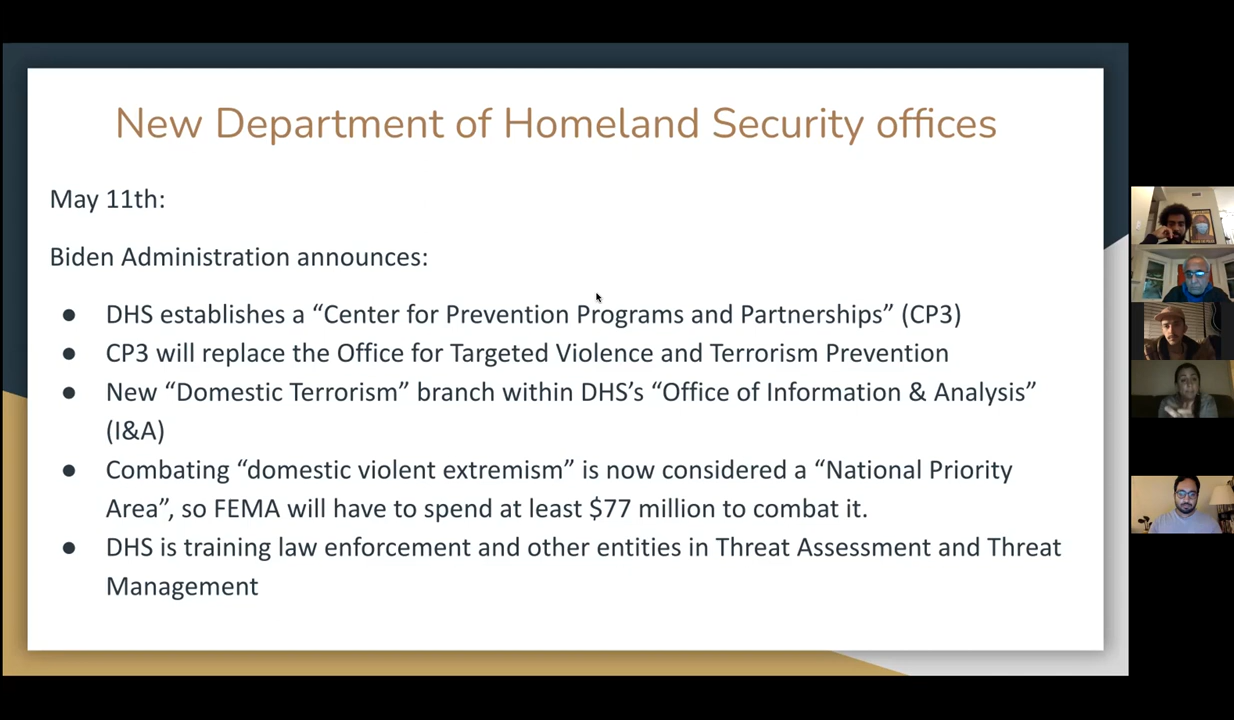 New Department of Homeland Security offices
May 11th:
Biden Administration announces:
● DHS establishes a “Center for Prevention Programs and Partnerships” (CP3)
● CP3 will replace the Office for Targeted Violence and Terrorism Prevention
● New “Domestic Terrorism” branch within DHS’s “Office of Information & Analysis”
(I&A)
● Combating “domestic violent extremism” is now considered a “National Priority
Area”, so FEMA will have to spend at least $77 million to combat it.
● DHS is training law enforcement and other entities in Threat Assessment and Threat
Management